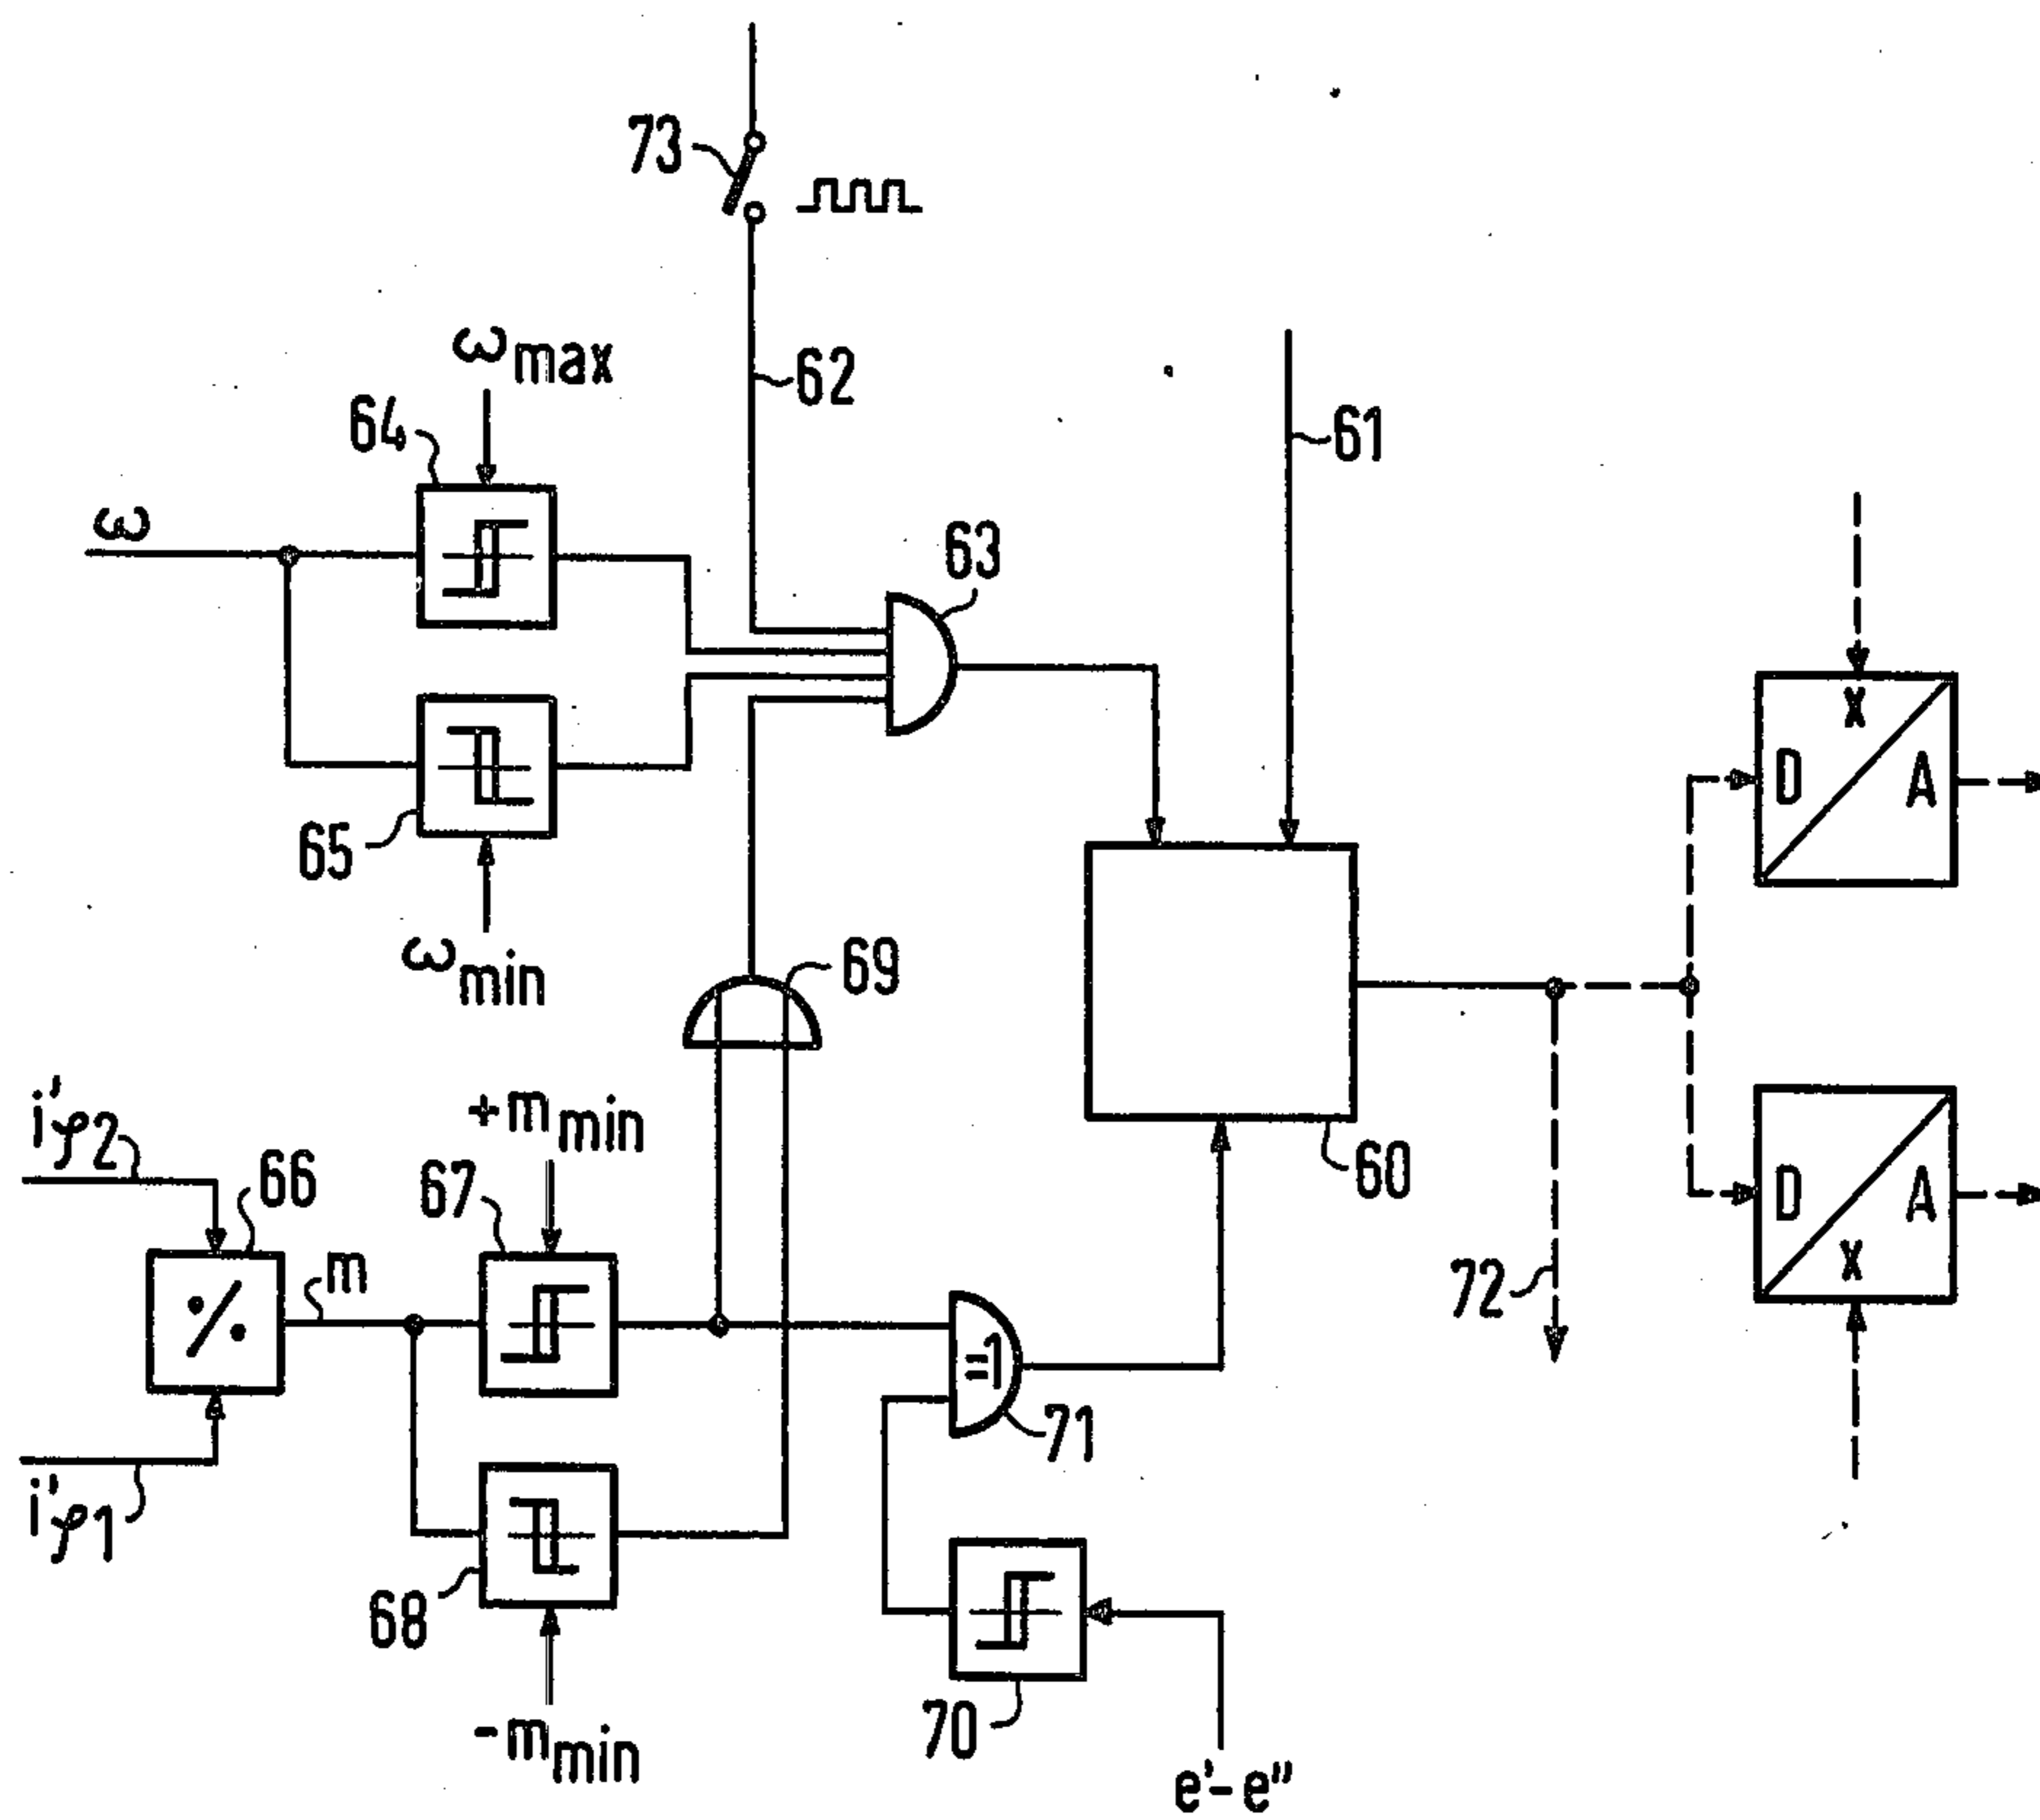 73
ωmax
62
64
61
ω
63
X
D
A
65
ωmin
69
i'φ2
+mmin
66
67
60
m
D
A
X
72
=1
71
i'φ1
68
70
-mmin
e'-e"